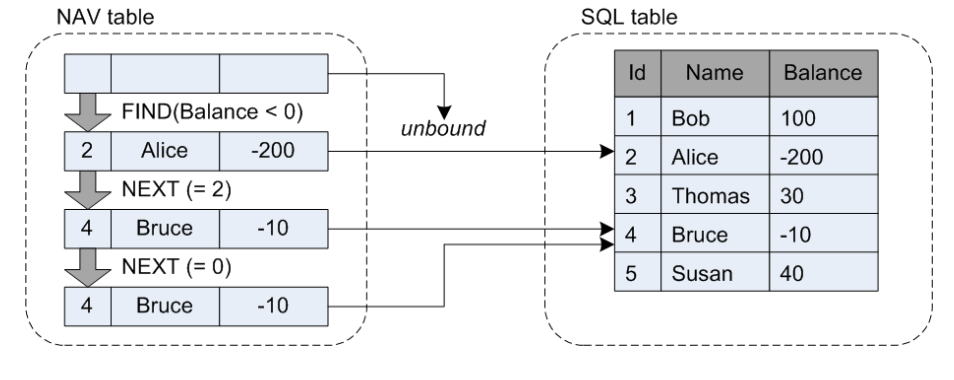 NAV table
SQL table
FIND(Balance < 0)
unbound
2 Alice -200
NEXT (= 2)
4 Bruce -10
NEXT (= 0)
4 Bruce -10
Id Name Balance
1 Bob 100
2 Alice -200
3 Thomas 30
4 Bruce -10
5 Susan 40